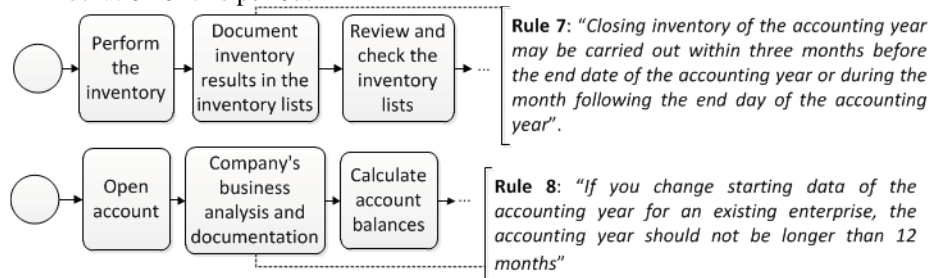 Perform
the
inventory
Document
inventory
results in the
inventory lists
Review and
check the
inventory
lists
...
Rule 7: “Closing inventory of the accounting year
may be carried out within three months before
the end date of the accounting year or during the
month following the end day of the accounting
year”.
Open
account
Company's
business
analysis and
documentation
Calculate
account
balances
...
Rule 8: “If you change starting data of the
accounting year for an existing enterprise, the
accounting year should not be longer than 12
months”